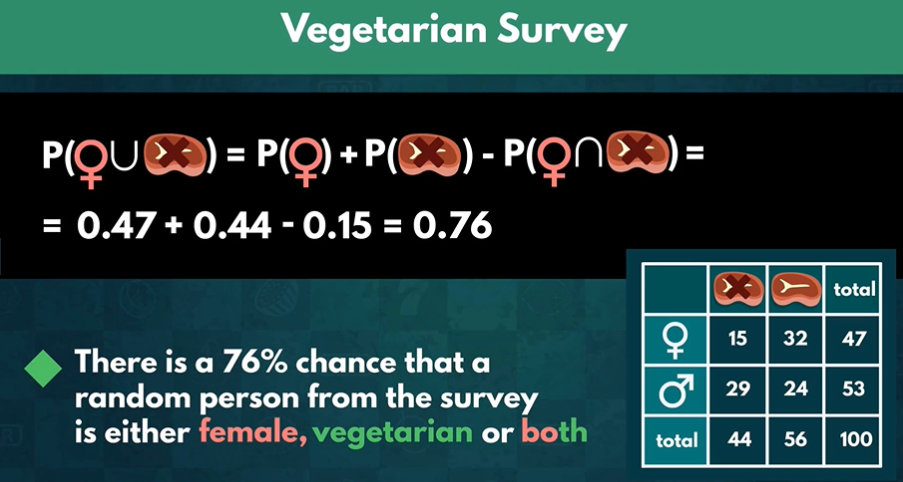 Vegetarian Survey
P(♀∪) = P(♀) + P() - P(♀∩) =
= 0.47 + 0.44 - 0.15 = 0.76
There is a 76% chance that a
random person from the survey
is either female, vegetarian or both
total
♀ 15 32 47
♂ 29 24 53
total 44 56 100